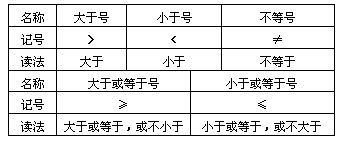 名称 大于号 小于号 不等号
记号 > < ≠
读法 大于 小于 不等于
名称 大于或等于号 小于或等于号
记号 ⩾ ⩽
读法 大于或等于，或不小于 小于或等于，或不大于